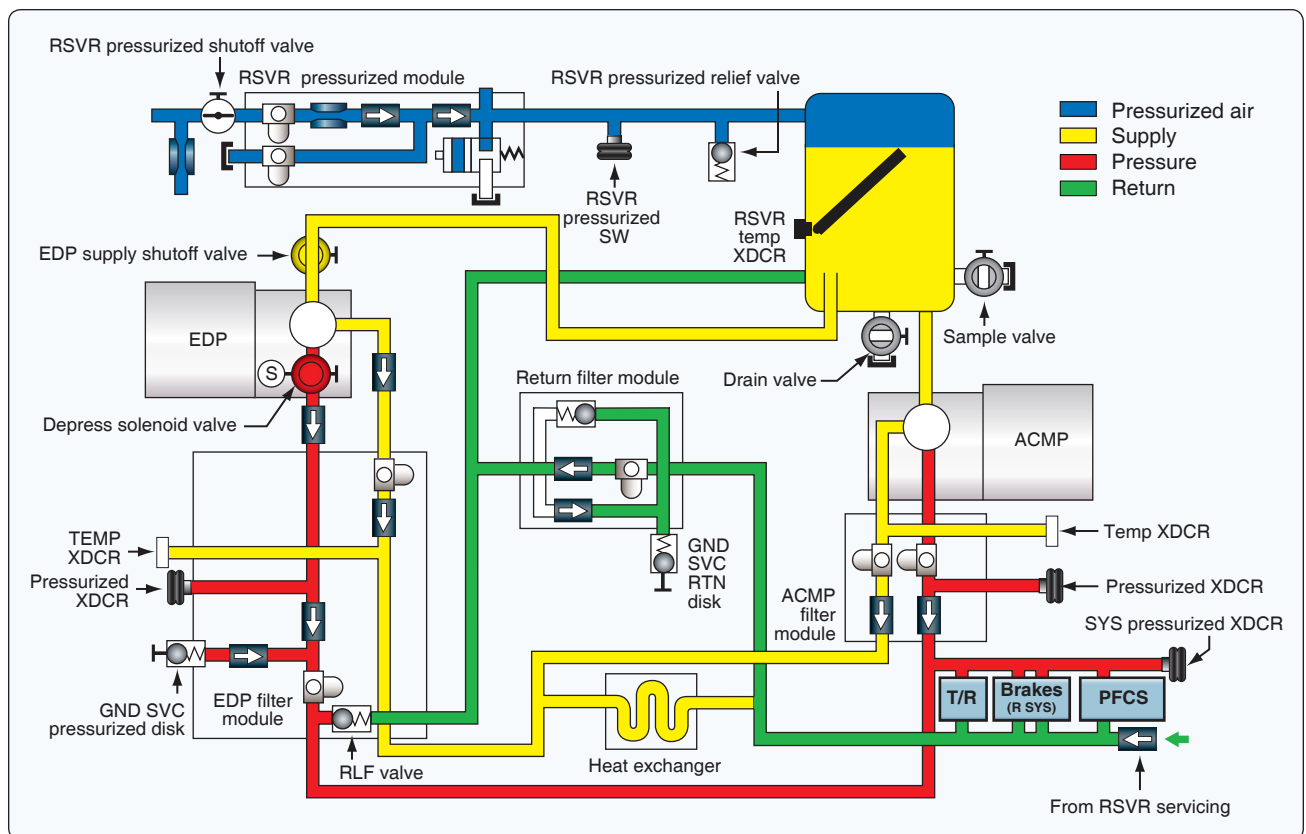 RSVR pressurized shutoff valve
RSVR pressurized module
RSVR pressurized relief valve
Pressurized air
Supply
Pressure
Return
RSVR
pressurized
SW
RSVR
temp
XDCR
EDP supply shutoff valve
EDP
S
Depress solenoid valve
Sample valve
Drain valve
Return filter module
ACMP
TEMP
XDCR
Pressurized
XDCR
GND
SVC
RTN
disk
Temp XDCR
Pressurized XDCR
ACMP
filter
module
SYS pressurized XDCR
GND SVC
pressurized disk
EDP filter
module
RLF valve
Heat exchanger
T/R
Brakes
(R SYS)
PFCS
From RSVR servicing